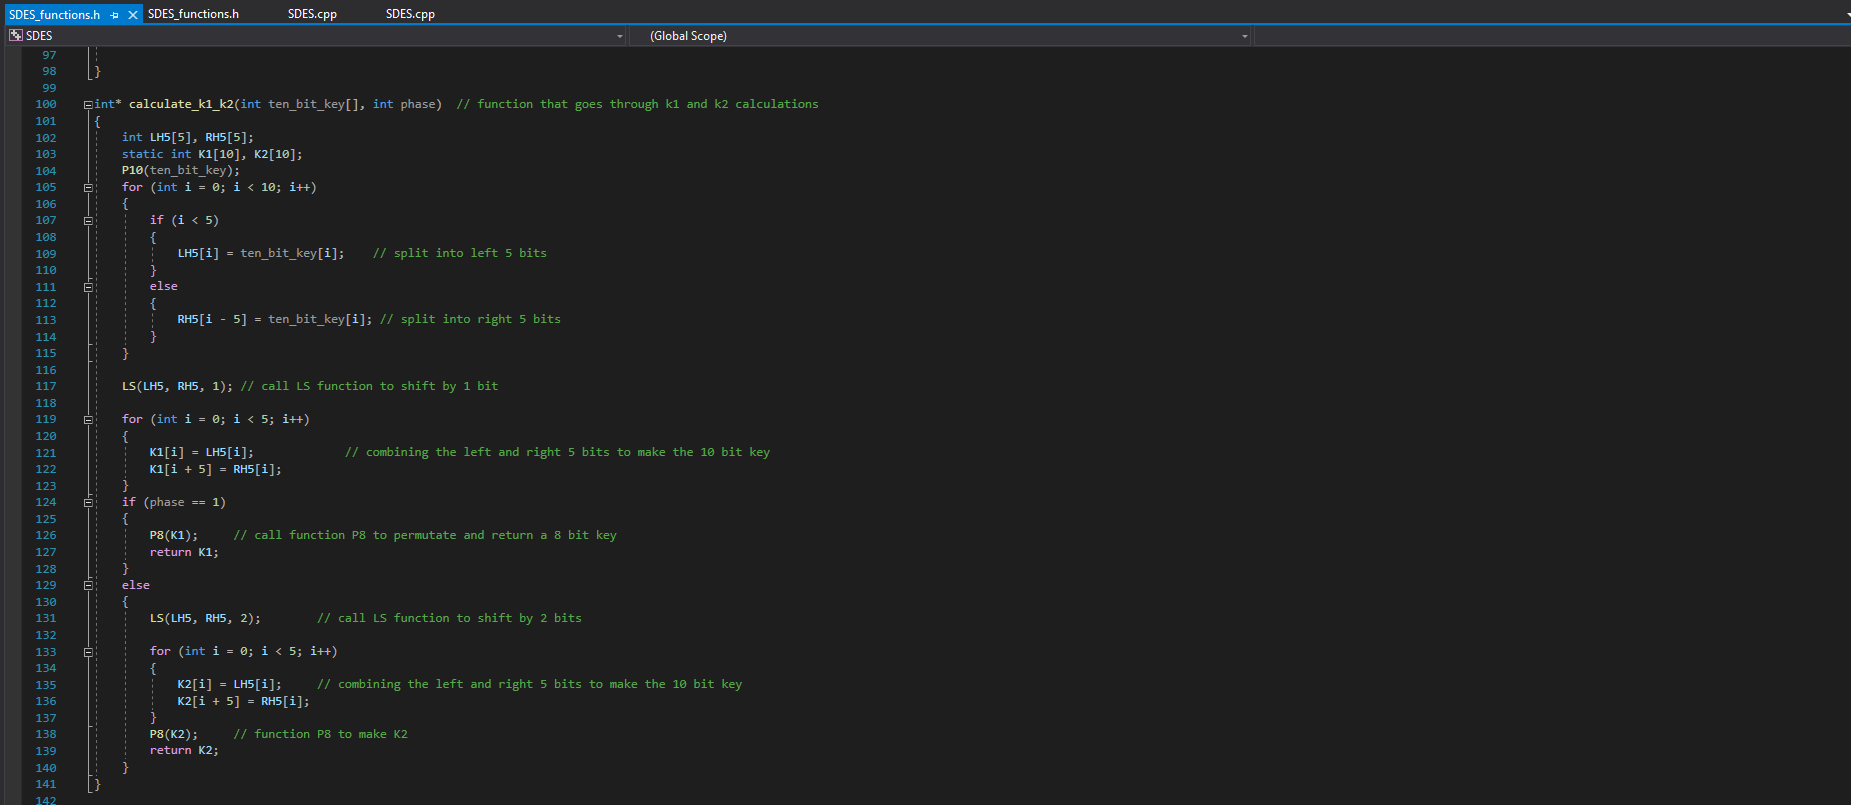 SDES_functions.h SDES_functions.h SDES.cpp SDES.cpp
SDES (Global Scope)
97
98 }
99
100 int* calculate_k1_k2(int ten_bit_key[], int phase)  // function that goes through k1 and k2 calculations
101 {
102     int LH5[5], RH5[5];
103     static int K1[10], K2[10];
104     P10(ten_bit_key);
105     for (int i = 0; i < 10; i++)
106     {
107         if (i < 5)
108         {
109             LH5[i] = ten_bit_key[i];    // split into left 5 bits
110         }
111         else
112         {
113             RH5[i - 5] = ten_bit_key[i]; // split into right 5 bits
114         }
115     }
116
117     LS(LH5, RH5, 1); // call LS function to shift by 1 bit
118
119     for (int i = 0; i < 5; i++)
120     {
121         K1[i] = LH5[i];             // combining the left and right 5 bits to make the 10 bit key
122         K1[i + 5] = RH5[i];
123     }
124     if (phase == 1)
125     {
126         P8(K1);     // call function P8 to permutate and return a 8 bit key
127         return K1;
128     }
129     else
130     {
131         LS(LH5, RH5, 2);        // call LS function to shift by 2 bits
132
133         for (int i = 0; i < 5; i++)
134         {
135             K2[i] = LH5[i];     // combining the left and right 5 bits to make the 10 bit key
136             K2[i + 5] = RH5[i];
137         }
138         P8(K2);     // function P8 to make K2
139         return K2;
140     }
141 }
142